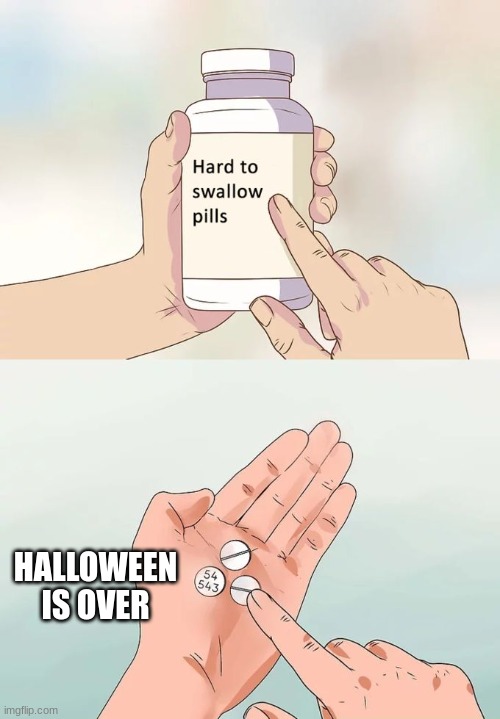 Hard to
swallow
pills
HALLOWEEN
IS OVER
54
543
imgflip.com